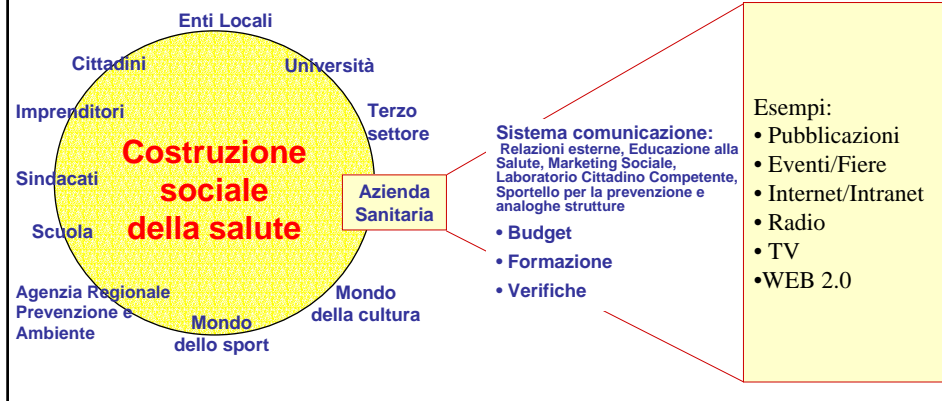 Enti Locali
Cittadini
Università
Imprenditori
Terzo
settore
Costruzione
sociale
della salute
Sindacati
Azienda
Sanitaria
Scuola
Agenzia Regionale
Prevenzione e
Ambiente
Mondo
dello sport
Mondo
della cultura
Sistema comunicazione:
Relazioni esterne, Educazione alla
Salute, Marketing Sociale,
Laboratorio Cittadino Competente,
Sportello per la prevenzione e
analoghe strutture
• Budget
• Formazione
• Verifiche
Esempi:
• Pubblicazioni
• Eventi/Fiere
• Internet/Intranet
• Radio
• TV
•WEB 2.0